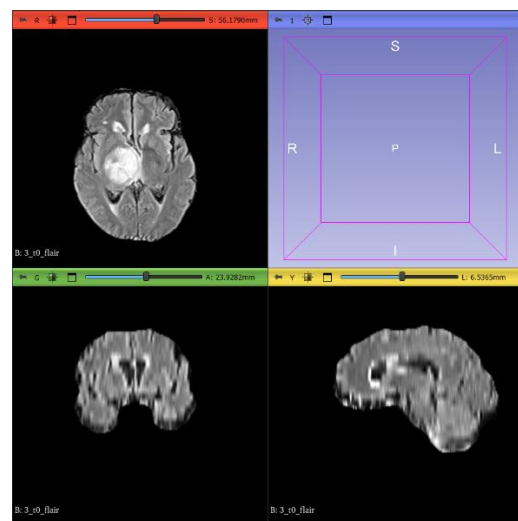 R S: 56.1790mm
1
S
R P L
I
B: 3_t0_flair
G A: 23.9282mm
Y L: 6.5365mm
B: 3_t0_flair
B: 3_t0_flair